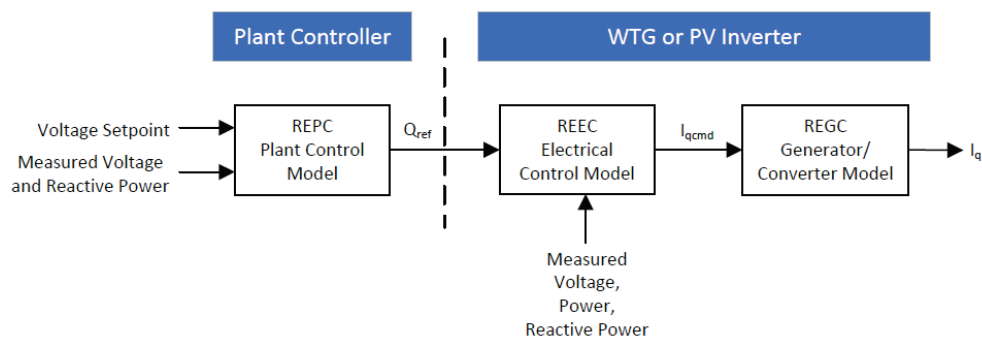 Plant Controller
WTG or PV Inverter
Voltage Setpoint
Measured Voltage
and Reactive Power
REPC
Plant Control
Model
Qref
REEC
Electrical
Control Model
Iqcmd
REGC
Generator/
Converter Model
Iq
Measured
Voltage,
Power,
Reactive Power